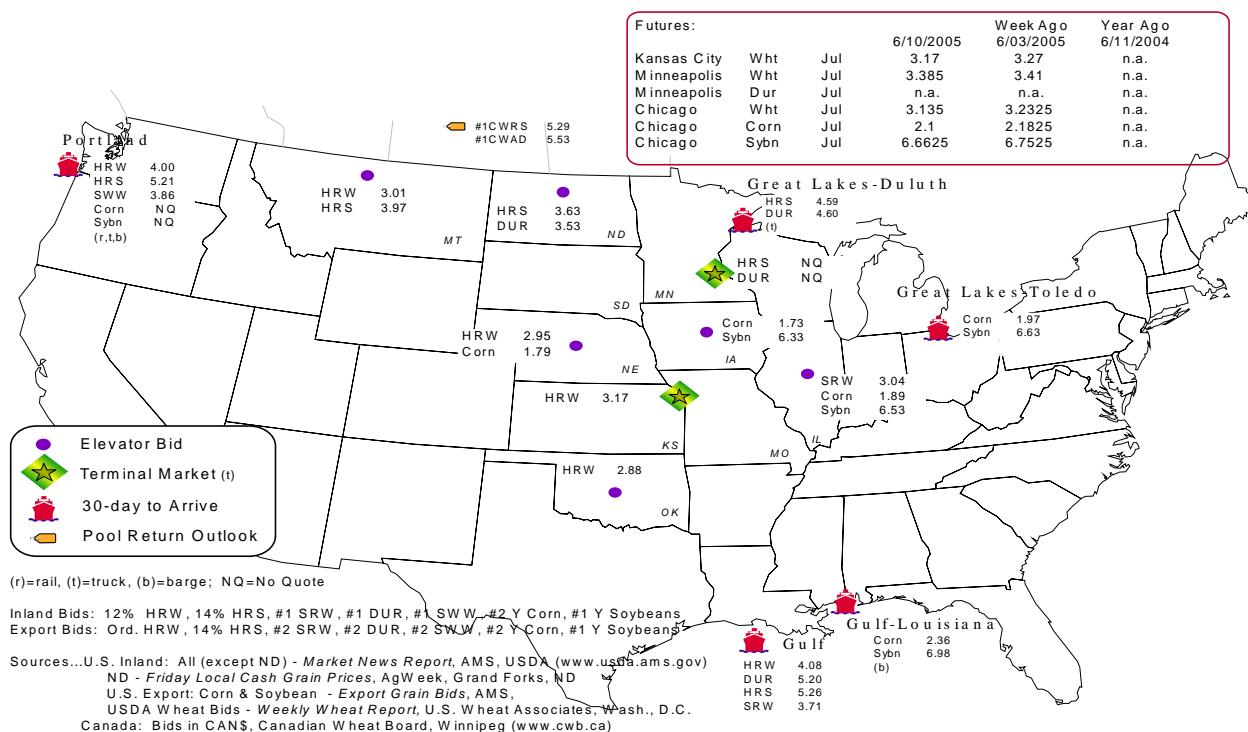 Futures: Week Ago Year Ago
6/10/2005 6/03/2005 6/11/2004
Kansas City Wht Jul 3.17 3.27 n.a.
Minneapolis Wht Jul 3.385 3.41 n.a.
Minneapolis Dur Jul n.a. n.a. n.a.
Chicago Wht Jul 3.135 3.2325 n.a.
Chicago Corn Jul 2.1 2.1825 n.a.
Chicago Sybn Jul 6.6625 6.7525 n.a.
#1CWRS 5.29
#1CWAD 5.53
Portland
HRW 4.00
HRS 5.21
SWW 3.86
Corn NQ
Sybn NQ
(r,t,b)
HRW 3.01
HRS 3.97
MT
HRS 3.63
DUR 3.53
ND
Great Lakes-Duluth
HRS 4.59
DUR 4.60
(t)
HRS NQ
DUR NQ
MN
SD
Great Lakes-Toledo
Corn 1.97
Sybn 6.63
Corn 1.73
Sybn 6.33
IA
HRW 2.95
Corn 1.79
NE
SRW 3.04
Corn 1.89
Sybn 6.53
IL
HRW 3.17
KS
MO
HRW 2.88
OK
Elevator Bid
Terminal Market (t)
30-day to Arrive
Pool Return Outlook
(r)=rail, (t)=truck, (b)=barge; NQ=No Quote
Inland Bids: 12% HRW, 14% HRS, #1 SRW, #1 DUR, #1 SWW, #2 Y Corn, #1 Y Soybeans
Export Bids: Ord. HRW, 14% HRS, #2 SRW, #2 DUR, #2 SWW, #2 Y Corn, #1 Y Soybeans
Gulf-Louisiana
Corn 2.36
Sybn 6.98
(b)
Gulf
HRW 4.08
DUR 5.20
HRS 5.26
SRW 3.71
Sources...U.S. Inland: All (except ND) - Market News Report, AMS, USDA (www.usda.ams.gov)
ND - Friday Local Cash Grain Prices, AgWeek, Grand Forks, ND
U.S. Export: Corn & Soybean - Export Grain Bids, AMS,
USDA Wheat Bids - Weekly Wheat Report, U.S. Wheat Associates, Wash., D.C.
Canada: Bids in CAN$, Canadian Wheat Board, Winnipeg (www.cwb.ca)